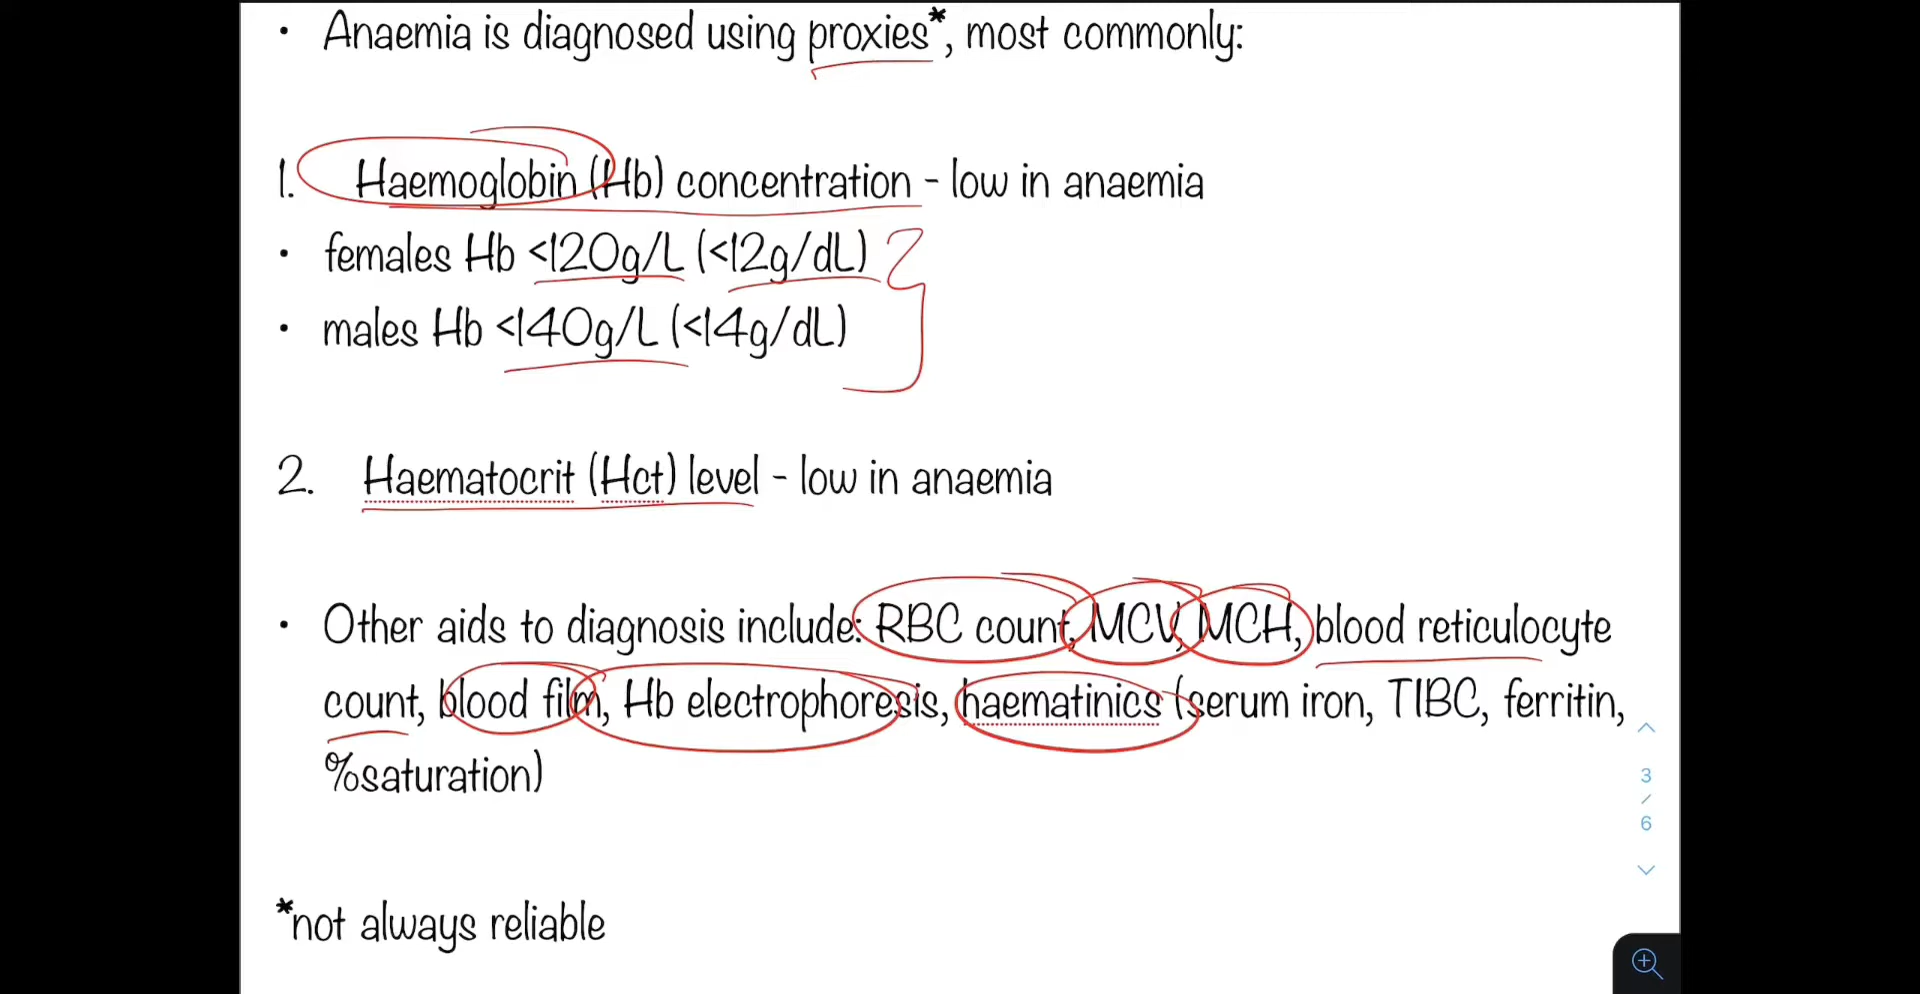 • Anaemia is diagnosed using proxies*, most commonly:
1. Haemoglobin (Hb) concentration - low in anaemia
• females Hb <120g/L (<12g/dL)
• males Hb <140g/L (<14g/dL)
2. Haematocrit (Hct) level - low in anaemia
• Other aids to diagnosis include: RBC count, MCV, MCH, blood reticulocyte
count, blood film, Hb electrophoresis, haematinics (serum iron, TIBC, ferritin,
%saturation)
3
/
6
*not always reliable